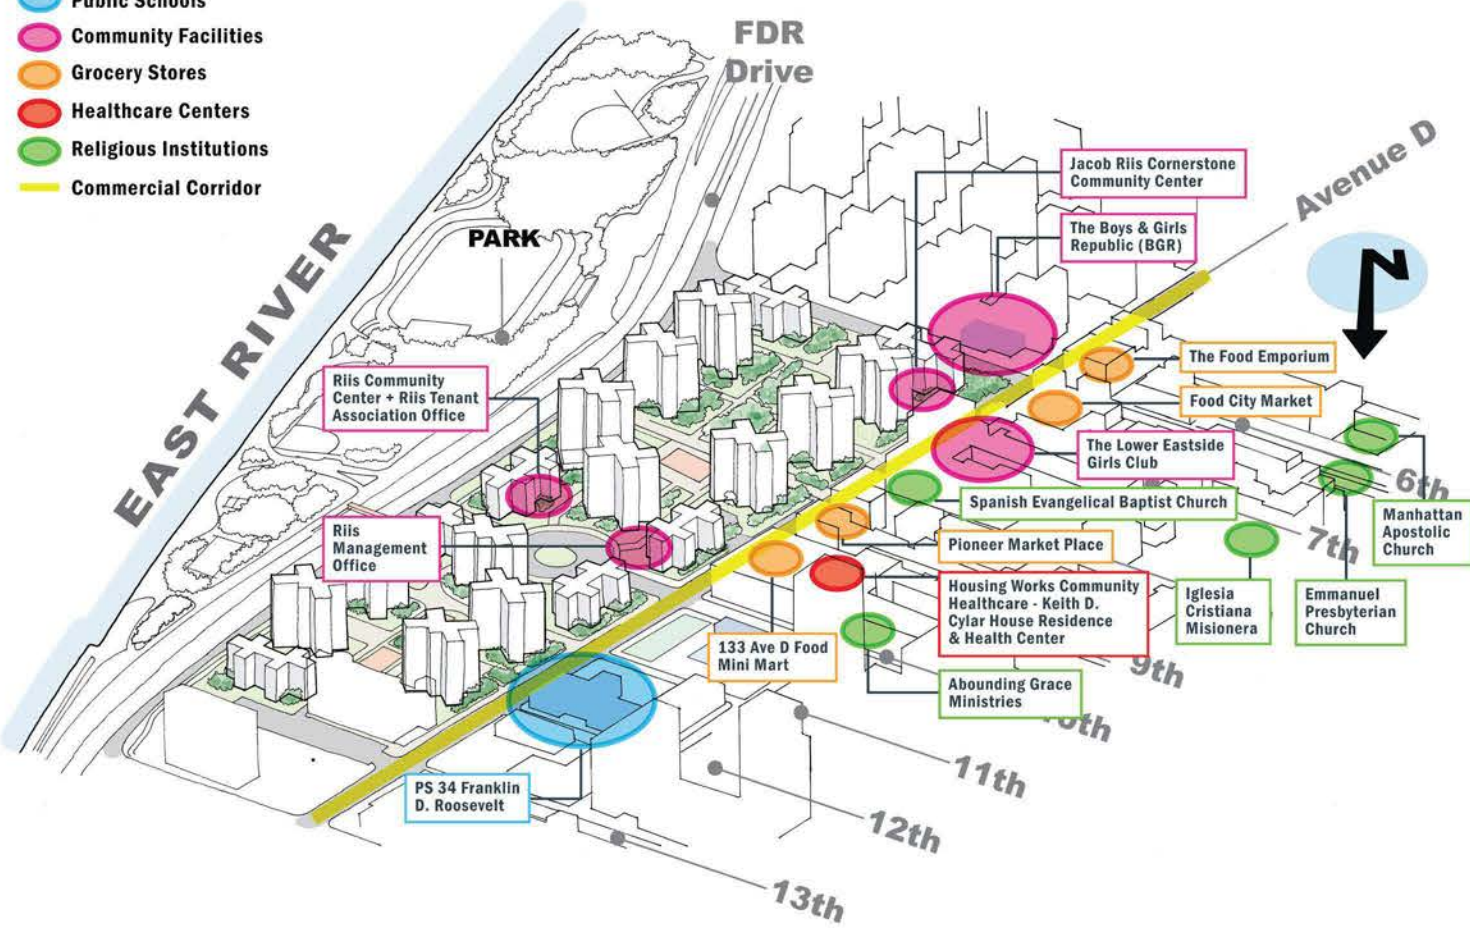 Public Schools
Community Facilities
Grocery Stores
Healthcare Centers
Religious Institutions
Commercial Corridor
FDR
Drive
Avenue D
N
EAST RIVER
PARK
Jacob Riis Cornerstone
Community Center
The Boys & Girls
Republic (BGR)
The Food Emporium
Food City Market
Riis Community
Center + Riis Tenant
Association Office
The Lower Eastside
Girls Club
6th
Spanish Evangelical Baptist Church
Manhattan
Apostolic
Church
7th
Riis
Management
Office
Pioneer Market Place
Housing Works Community
Healthcare - Keith D.
Cylar House Residence
& Health Center
Iglesia
Cristiana
Misionera
Emmanuel
Presbyterian
Church
133 Ave D Food
Mini Mart
9th
Abounding Grace
Ministries
10th
11th
PS 34 Franklin
D. Roosevelt
12th
13th